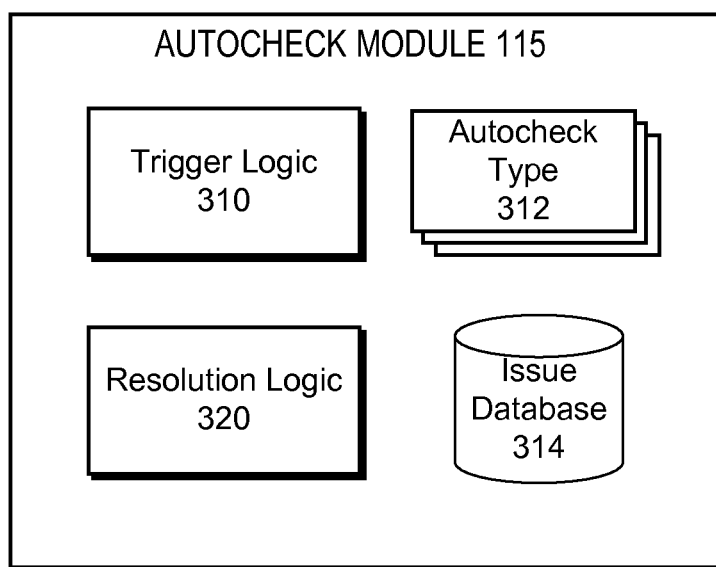 AUTOCHECK MODULE 115
Trigger Logic
310
Autocheck
Type
312
Resolution Logic
320
Issue
Database
314